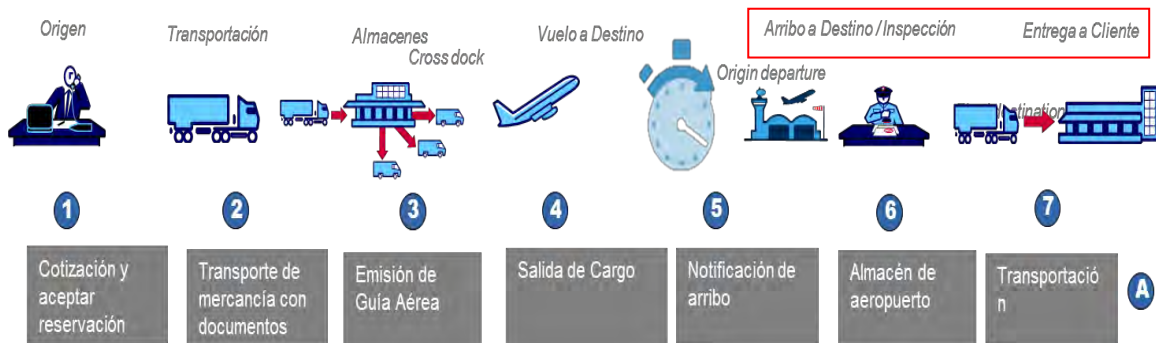 Origen
Transportación
Almacenes
Cross dock
Vuelo a Destino
Arribo a Destino / Inspección
Entrega a Cliente
Origin departure
1
2
3
4
5
6
7
Cotización y
aceptar
reservación
Transporte de
mercancía con
documentos
Emisión de
Guía Aérea
Salida de Cargo
Notificación de
arribo
Almacén de
aeropuerto
Transportació
n
A